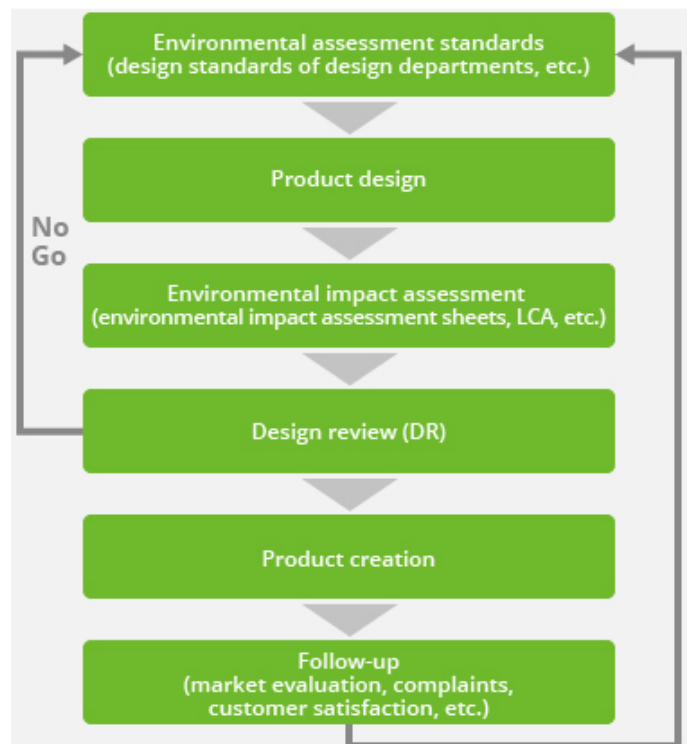 Environmental assessment standards
(design standards of design departments, etc.)
Product design
No
Go
Environmental impact assessment
(environmental impact assessment sheets, LCA, etc.)
Design review (DR)
Product creation
Follow-up
(market evaluation, complaints,
customer satisfaction, etc.)